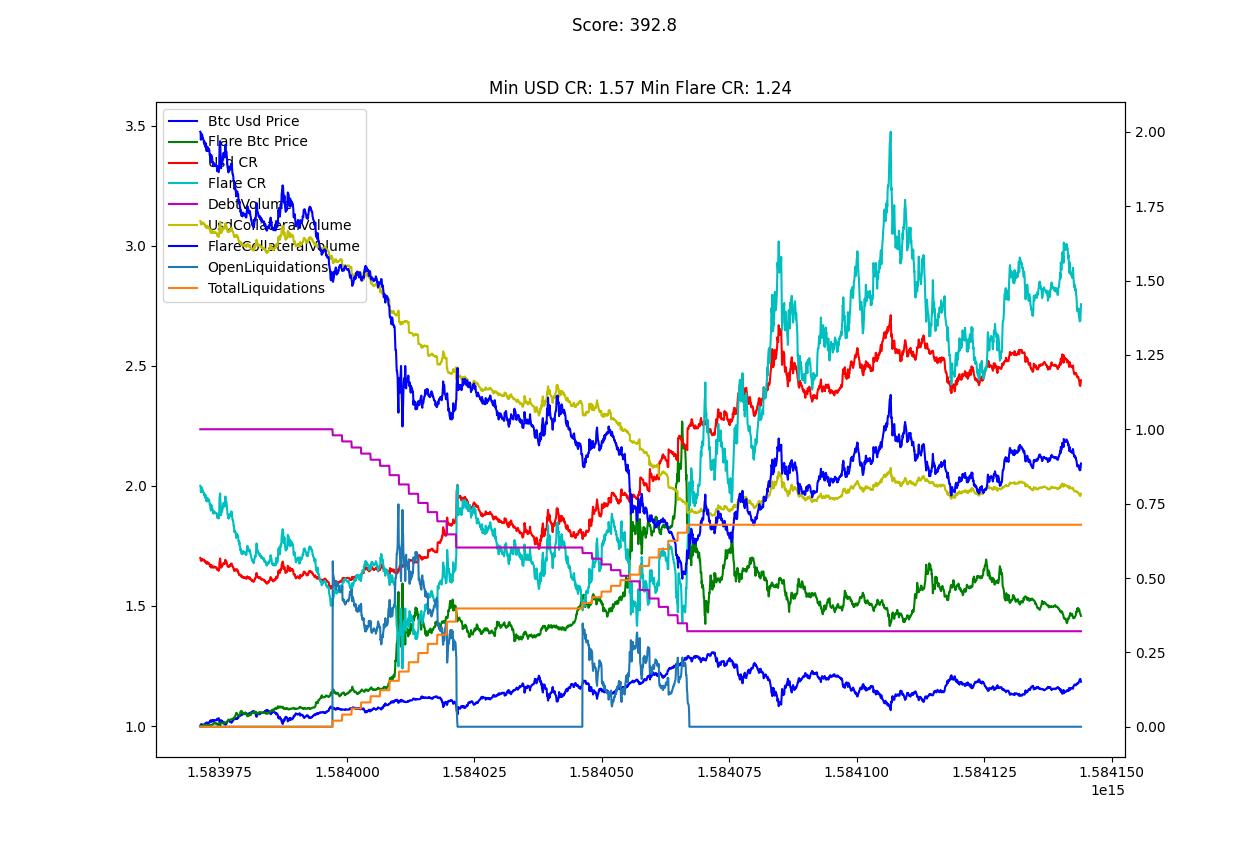 Score: 392.8
Min USD CR: 1.57 Min Flare CR: 1.24
Btc Usd Price
Flare Btc Price
Usd CR
Flare CR
DebtVolume
UsdCollateralVolume
FlareCollateralVolume
OpenLiquidations
TotalLiquidations
3.5
3.0
2.5
2.0
1.5
1.0
2.00
1.75
1.50
1.25
1.00
0.75
0.50
0.25
0.00
1.583975 1.584000 1.584025 1.584050 1.584075 1.584100 1.584125 1.584150
1e15